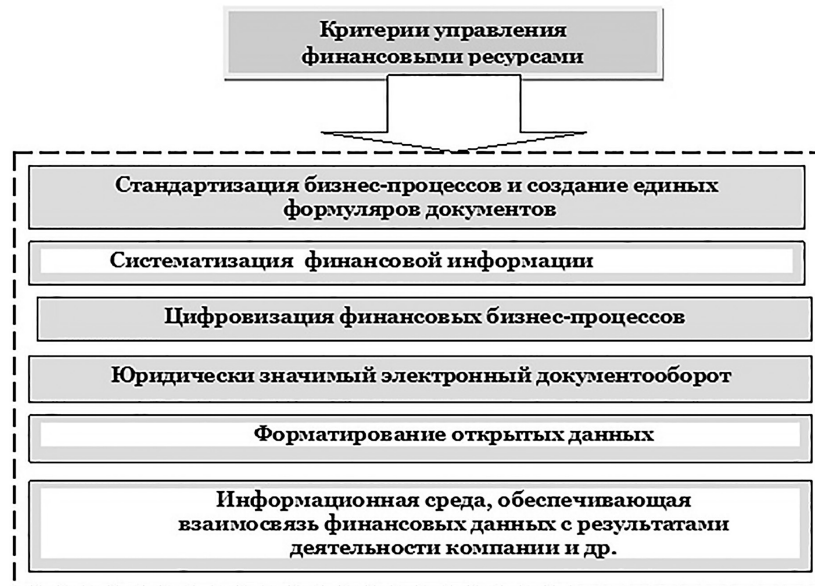 Критерии управления
финансовыми ресурсами
Стандартизация бизнес-процессов и создание единых
формуляров документов
Систематизация финансовой информации
Цифровизация финансовых бизнес-процессов
Юридически значимый электронный документооборот
Форматирование открытых данных
Информационная среда, обеспечивающая
взаимосвязь финансовых данных с результатами
деятельности компании и др.